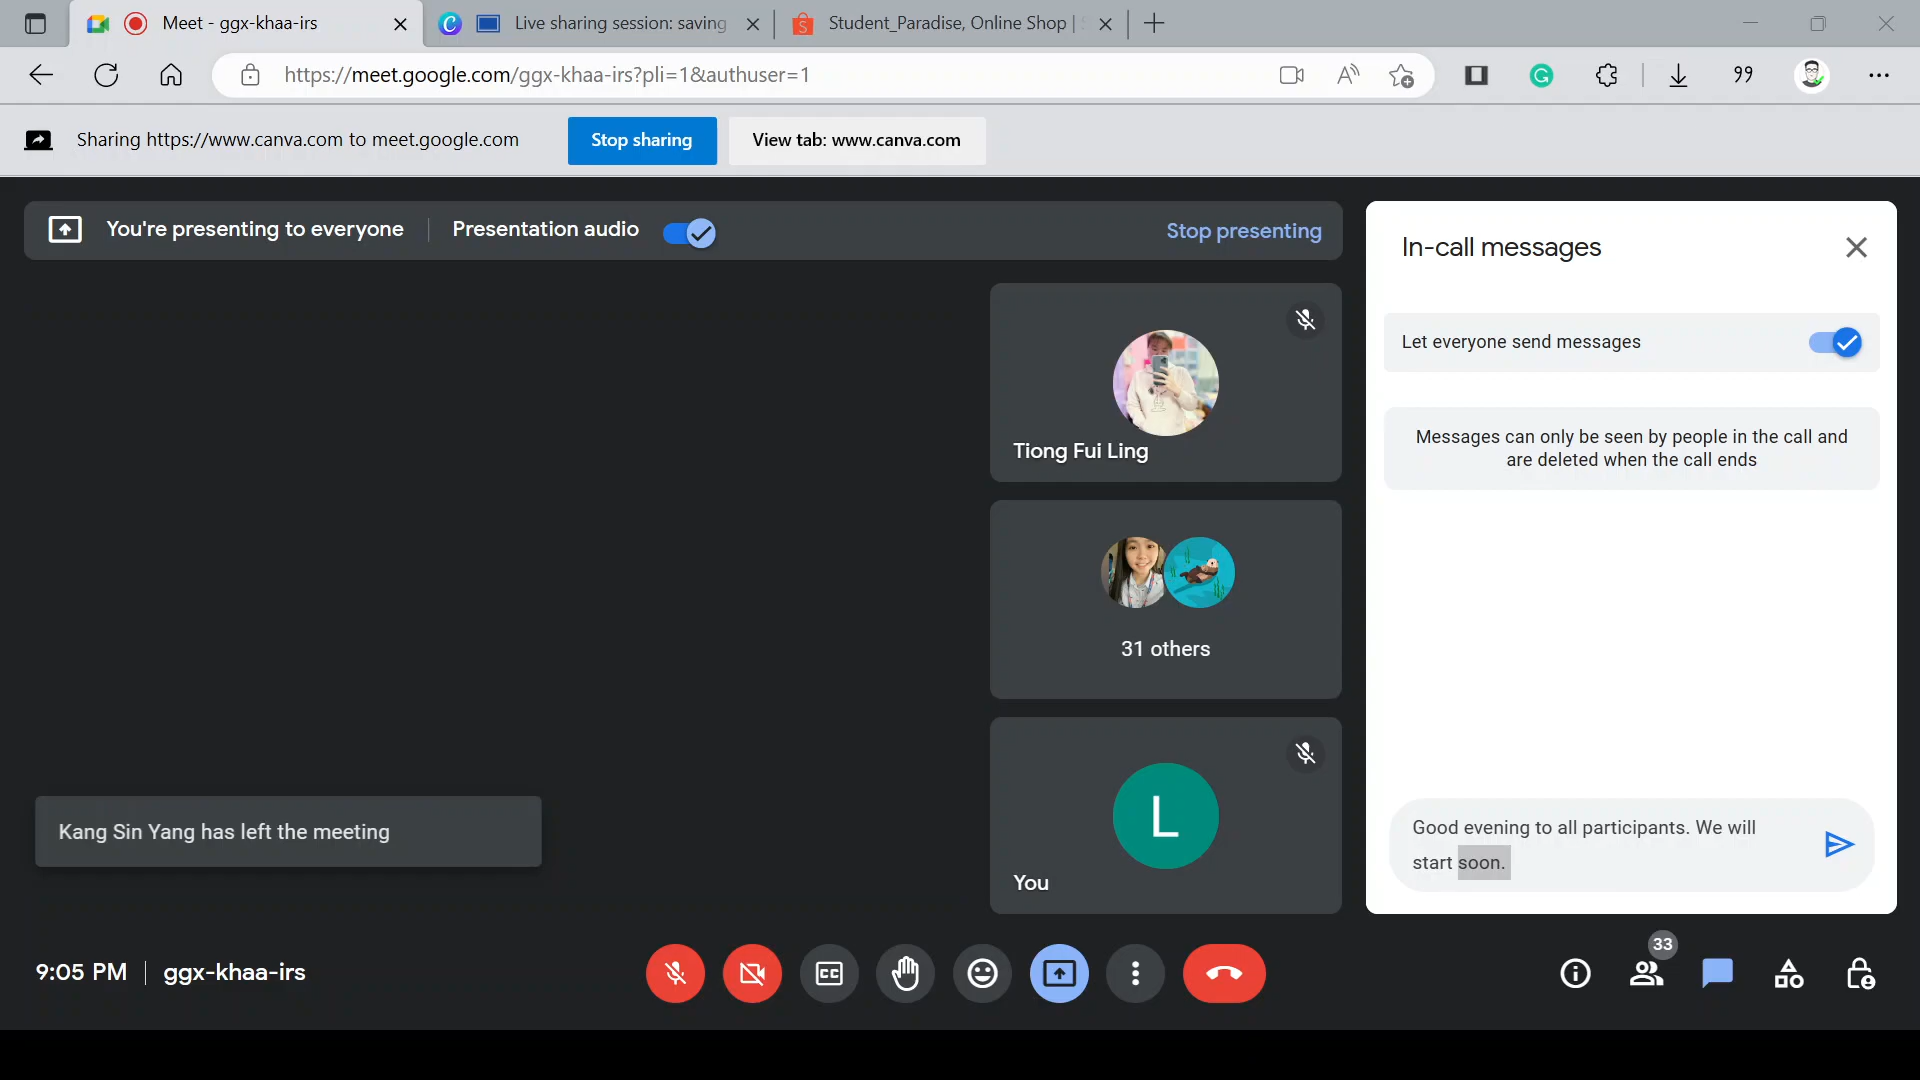 Meet - ggx-khaa-irs
Live sharing session: saving
Student_Paradise, Online Shop |
https://meet.google.com/ggx-khaa-irs?pli=1&authuser=1
Sharing https://www.canva.com to meet.google.com
Stop sharing
View tab: www.canva.com
You're presenting to everyone
Presentation audio
Stop presenting
In-call messages
Let everyone send messages
Messages can only be seen by people in the call and
are deleted when the call ends
Tiong Fui Ling
31 others
L
You
Kang Sin Yang has left the meeting
Good evening to all participants. We will
start soon.
9:05 PM
ggx-khaa-irs
CC
33